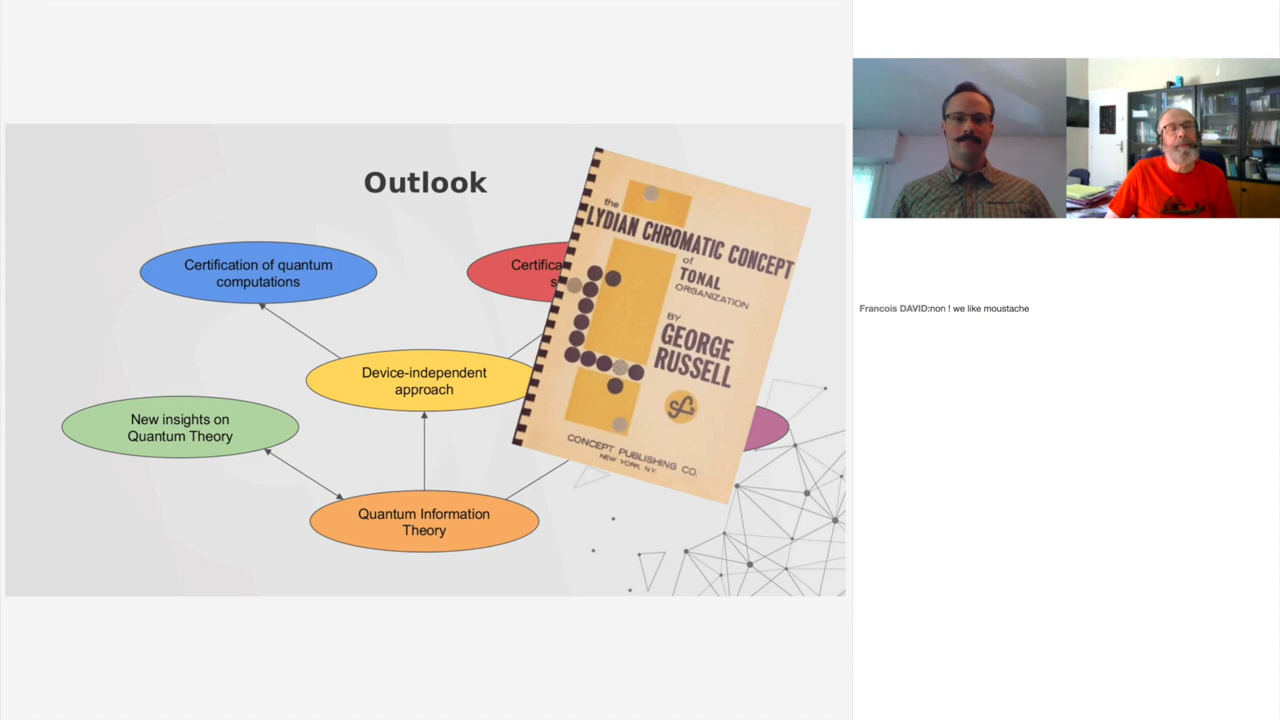 Outlook
Certification of quantum
computations
Device-independent
approach
New insights on
Quantum Theory
Quantum Information
Theory
the
LYDIAN CHROMATIC CONCEPT
of
TONAL
ORGANIZATION
BY
GEORGE
RUSSELL
CONCEPT PUBLISHING CO.
NEW YORK, N.Y.
Francois DAVID:non ! we like moustache